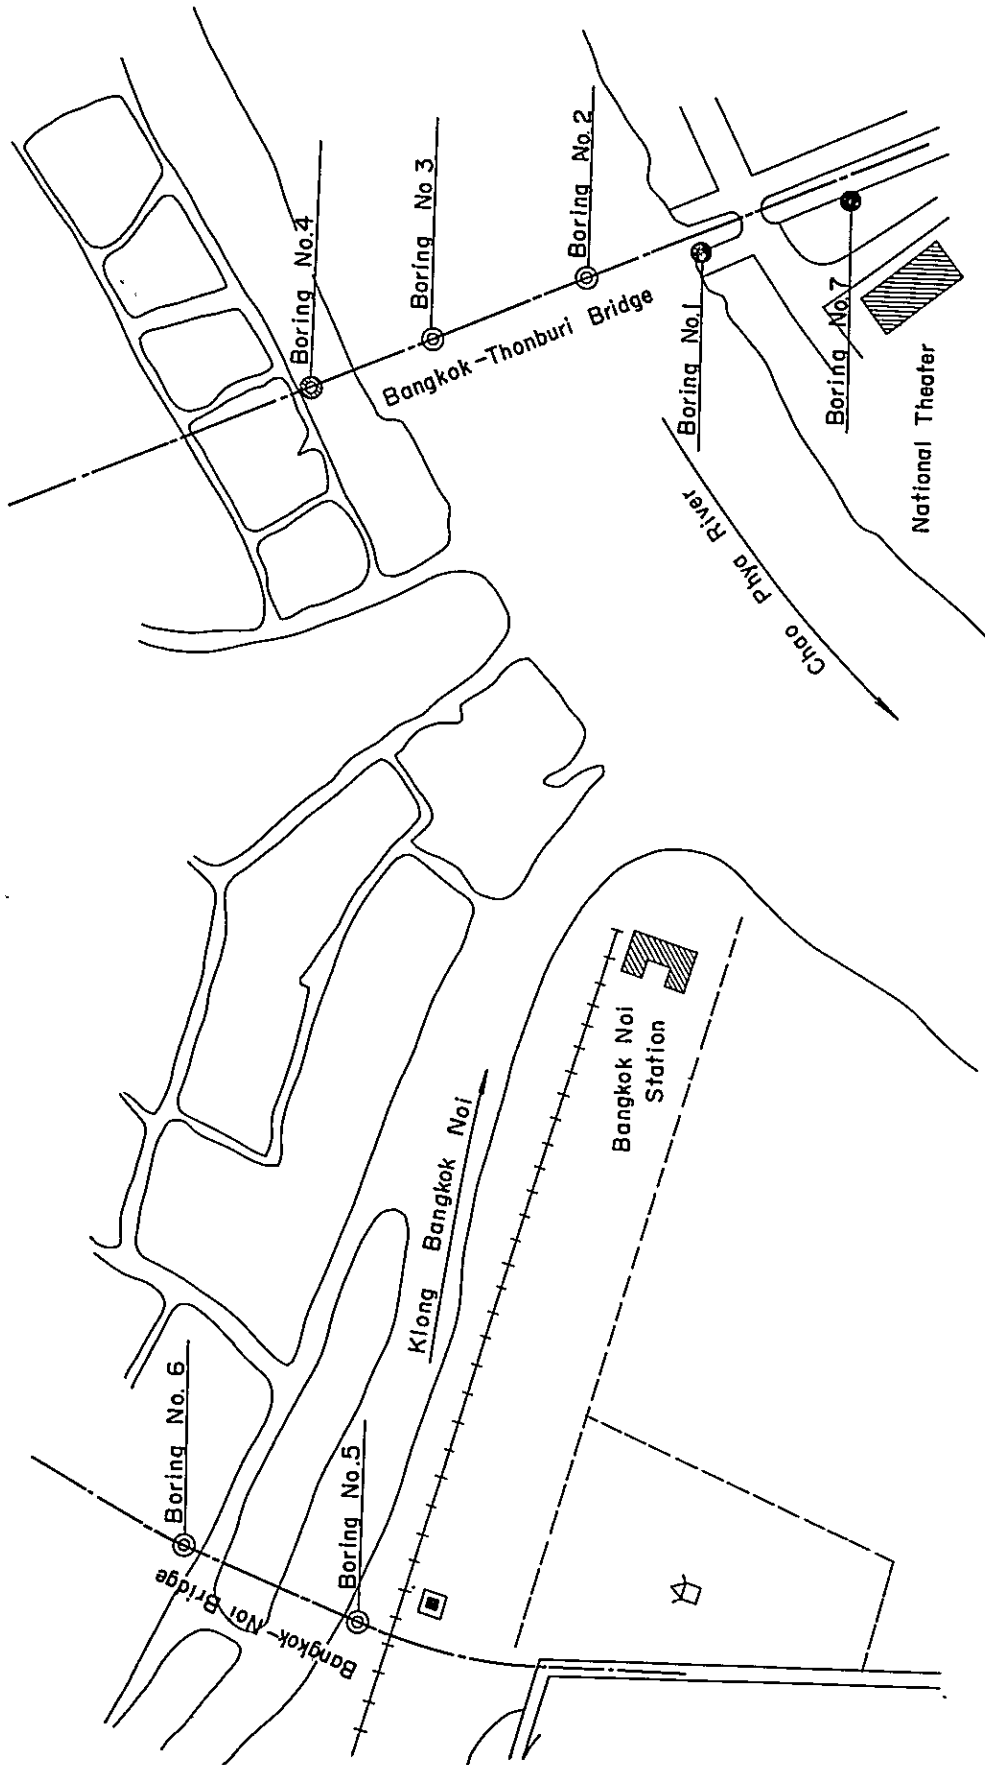 Boring No. 6
Boring No.5
Bangkok-Noi Bridge
Klong Bangkok Noi
Bangkok Noi
Station
Boring No.4
Boring No 3
Boring No.2
Bangkok-Thonburi Bridge
Boring No.1
Boring No.7
Chao Phya River
National Theater